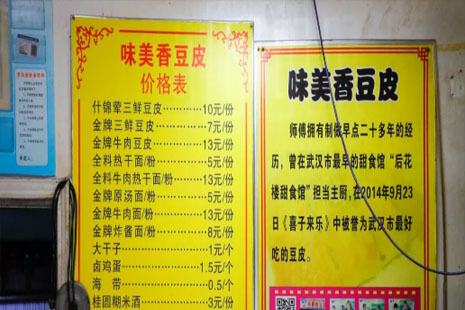 味美香豆皮
价格表
什锦荤三鲜豆皮…………10元/份
金牌三鲜豆皮……………7元/份
金牌牛肉豆皮……………13元/份
全料热干面/粉……………5元/份
全料牛肉热干面/粉………13元/份
金牌原汤面/粉……………5元/份
金牌牛肉面/粉……………13元/份
金牌炸酱面/粉……………8元/份
大干子……………………1元/个
卤鸡蛋……………………1.5元/个
海 带……………………0.5/个
桂圆糊米酒………………3元/份
味美香豆皮
师傅拥有制做早点二十多年的经
历，曾在武汉市最早的甜食馆“后花
楼甜食馆”担当主厨，在2014年9月23
日《喜子来乐》中被誉为武汉市最好
吃的豆皮。